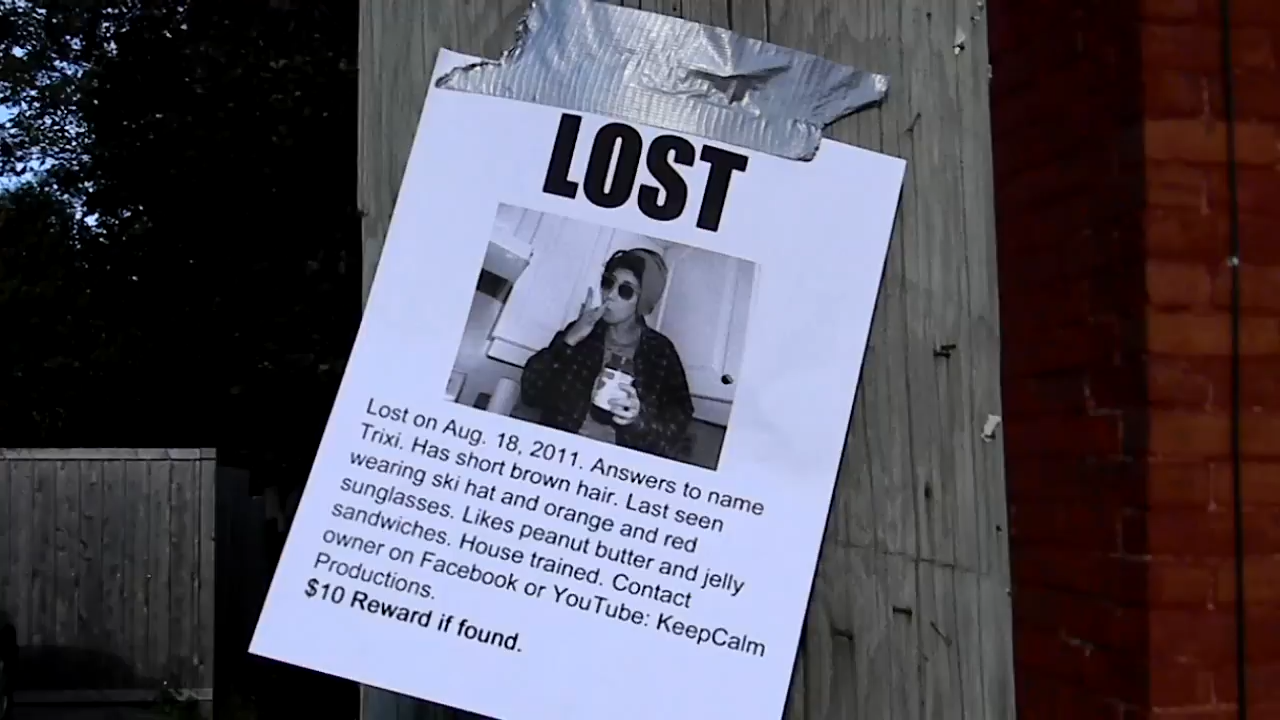 LOST
Lost on Aug. 18, 2011. Answers to name
Trixi. Has short brown hair. Last seen
wearing ski hat and orange and red
sunglasses. Likes peanut butter and jelly
sandwiches. House trained. Contact
owner on Facebook or YouTube: KeepCalm
Productions.
$10 Reward if found.